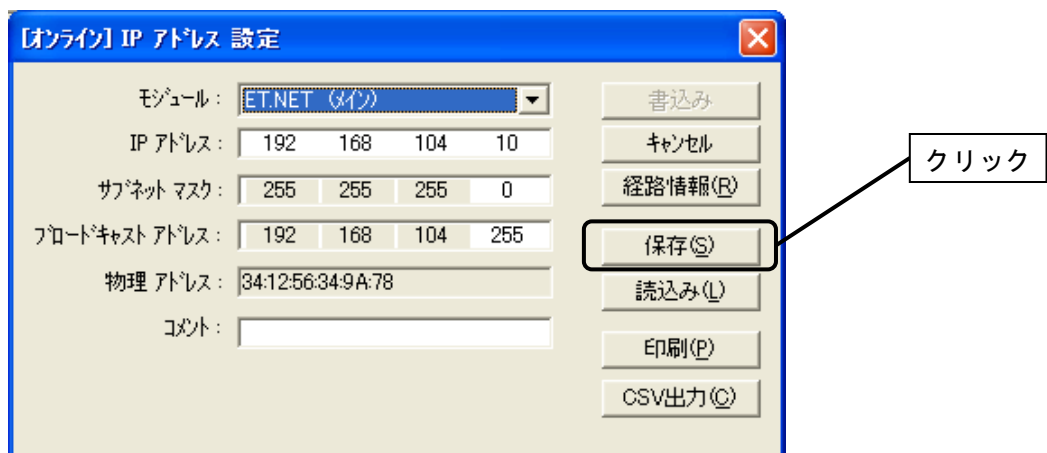 [オンライン] IP アドレス 設定
モジュール : ET.NET (メイン)
書込み
IP アドレス : 192 168 104 10
キャンセル
クリック
サブネット マスク : 255 255 255 0
経路情報(R)
ブロードキャスト アドレス : 192 168 104 255
保存(S)
物理 アドレス : 34:12:56:34:9A:78
読込み(L)
コメント :
印刷(P)
CSV出力(C)